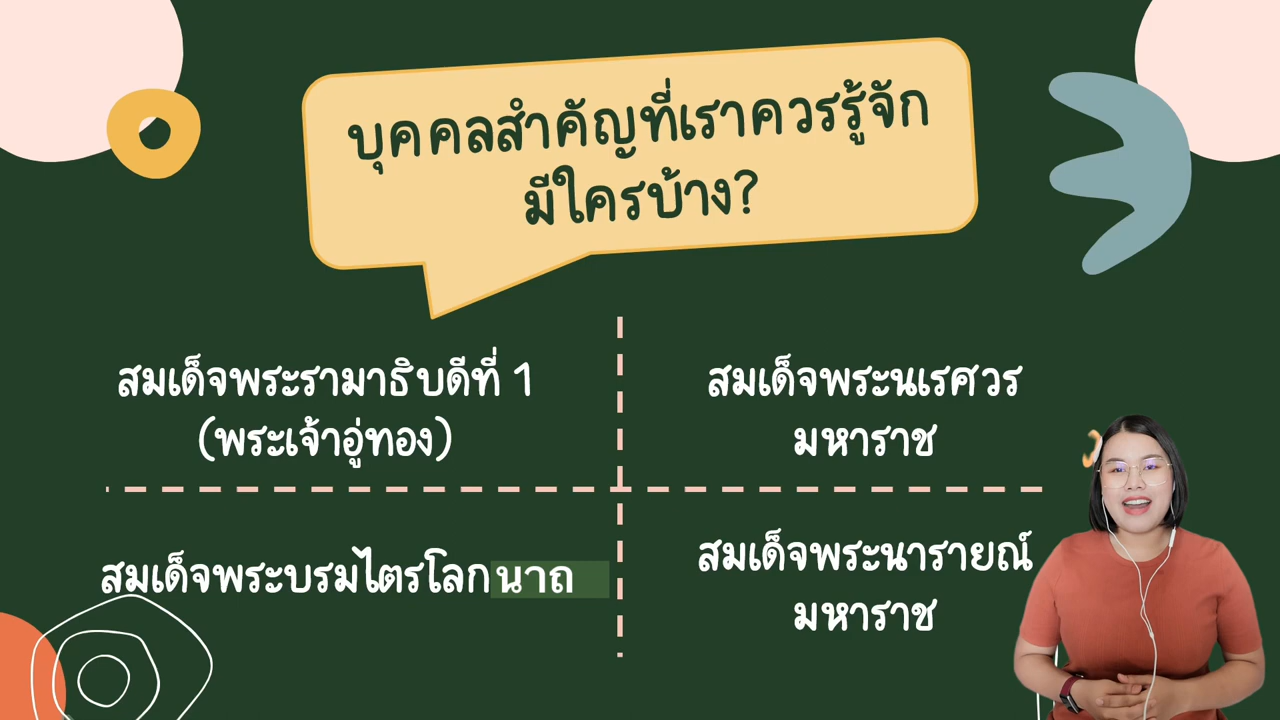 บุคคลสำคัญที่เราควรรู้จัก
มีใครบ้าง?
สมเด็จพระรามาธิบดีที่ 1
(พระเจ้าอู่ทอง)
สมเด็จพระนเรศวร
มหาราช
สมเด็จพระบรมไตรโลกนาถ
สมเด็จพระนารายณ์
มหาราช